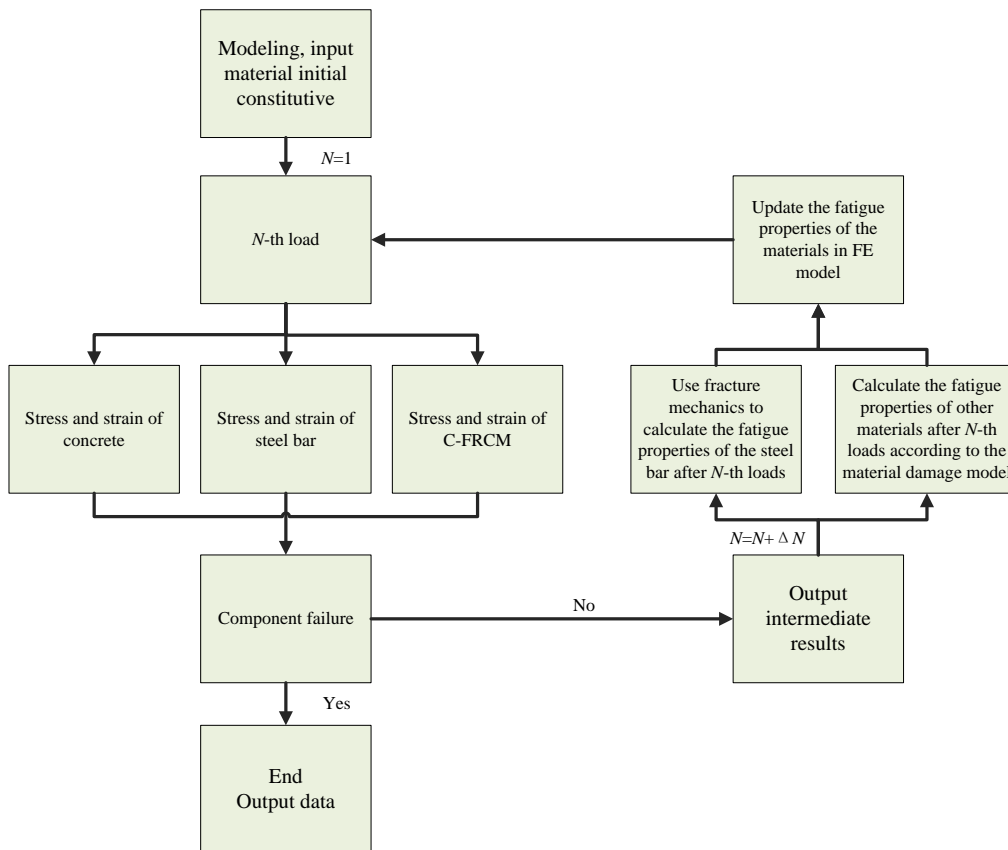 Modeling, input
material initial
constitutive
N=1
N-th load
Update the fatigue
properties of the
materials in FE
model
Stress and strain of
concrete
Stress and strain of
steel bar
Stress and strain of
C-FRCM
Use fracture
mechanics to
calculate the fatigue
properties of the steel
bar after N-th loads
Calculate the fatigue
properties of other
materials after N-th
loads according to the
material damage model
N=N+ΔN
Component failure
No
Output
intermediate
results
Yes
End
Output data